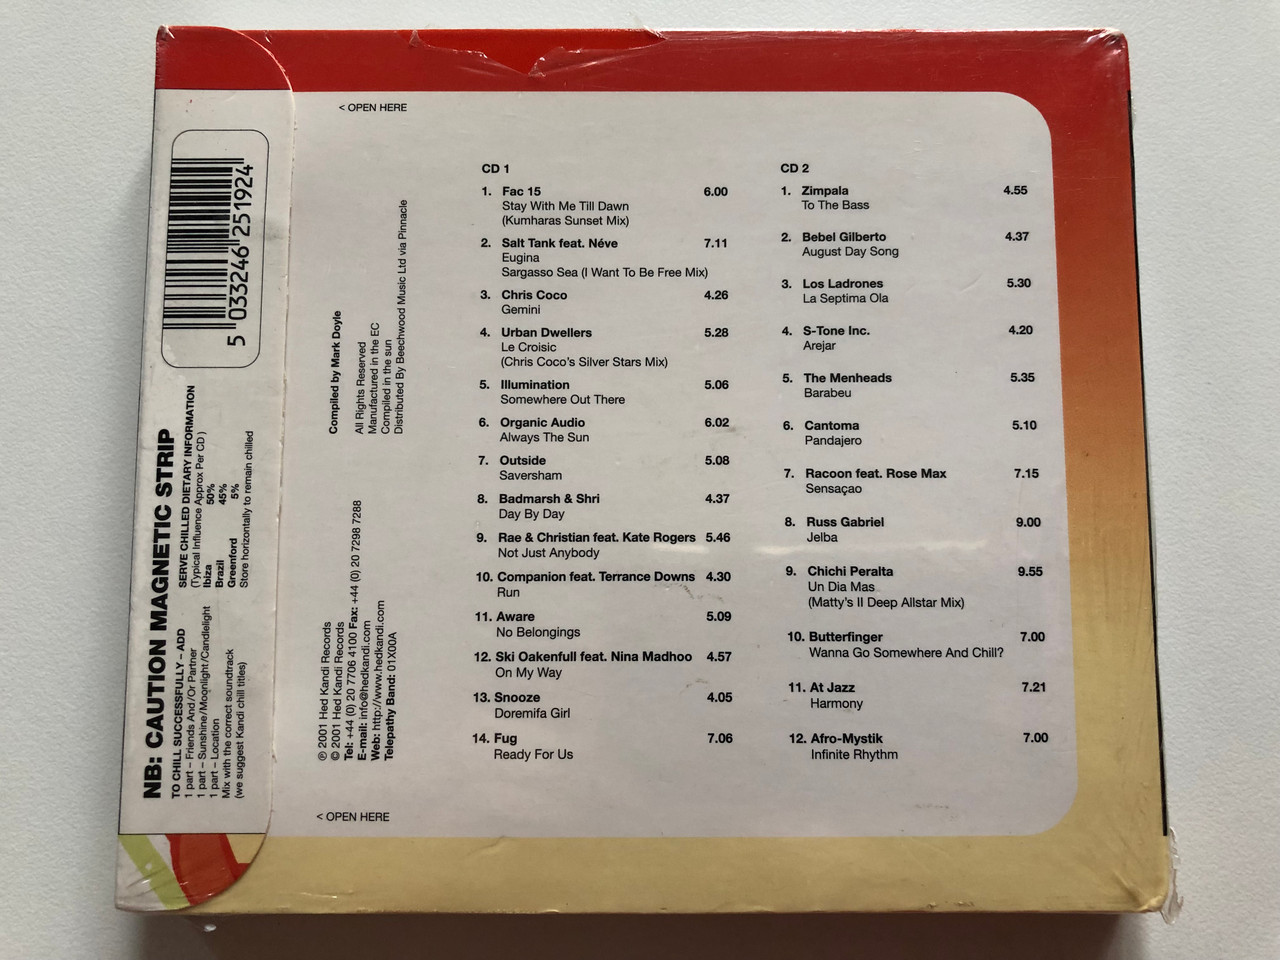 < OPEN HERE
CD 1
1. Fac 15 6.00
Stay With Me Till Dawn
(Kumharas Sunset Mix)
2. Salt Tank feat. Néve 7.11
Eugina
Sargasso Sea (I Want To Be Free Mix)
3. Chris Coco 4.26
Gemini
4. Urban Dwellers 5.28
Le Croisic
(Chris Coco's Silver Stars Mix)
5. Illumination 5.06
Somewhere Out There
6. Organic Audio 6.02
Always The Sun
7. Outside 5.08
Saversham
8. Badmarsh & Shri 4.37
Day By Day
9. Rae & Christian feat. Kate Rogers 5.46
Not Just Anybody
10. Companion feat. Terrance Downs 4.30
Run
11. Aware 5.09
No Belongings
12. Ski Oakenfull feat. Nina Madhoo 4.57
On My Way
13. Snooze 4.05
Doremifa Girl
14. Fug 7.06
Ready For Us
CD 2
1. Zimpala 4.55
To The Bass
2. Bebel Gilberto 4.37
August Day Song
3. Los Ladrones 5.30
La Septima Ola
4. S-Tone Inc. 4.20
Arejar
5. The Menheads 5.35
Barabeu
6. Cantoma 5.10
Pandajero
7. Racoon feat. Rose Max 7.15
Sensaçao
8. Russ Gabriel 9.00
Jelba
9. Chichi Peralta 9.55
Un Dia Mas
(Matty's II Deep Allstar Mix)
10. Butterfinger 7.00
Wanna Go Somewhere And Chill?
11. At Jazz 7.21
Harmony
12. Afro-Mystik 7.00
Infinite Rhythm
< OPEN HERE
Compiled by Mark Doyle
All Rights Reserved
Manufactured in the EC
Compiled in the sun
Distributed By Beechwood Music Ltd via Pinnacle
℗ 2001 Hed Kandi Records
© 2001 Hed Kandi Records
Tel: +44 (0) 20 7706 4100 Fax: +44 (0) 20 7298 7288
E-mail: info@hedkandi.com
Web: http://www.hedkandi.com
Telepathy Band: 01X00A
5 033246 251924
NB: CAUTION MAGNETIC STRIP
TO CHILL SUCCESSFULLY – ADD
1 part – Friends And/Or Partner
1 part – Sunshine/Moonlight/Candlelight
1 part – Location
Mix with the correct soundtrack
(we suggest Kandi chill titles)
SERVE CHILLED DIETARY INFORMATION
(Typical Influence Approx Per CD)
Ibiza 50%
Brazil 45%
Greenford 5%
Store horizontally to remain chilled